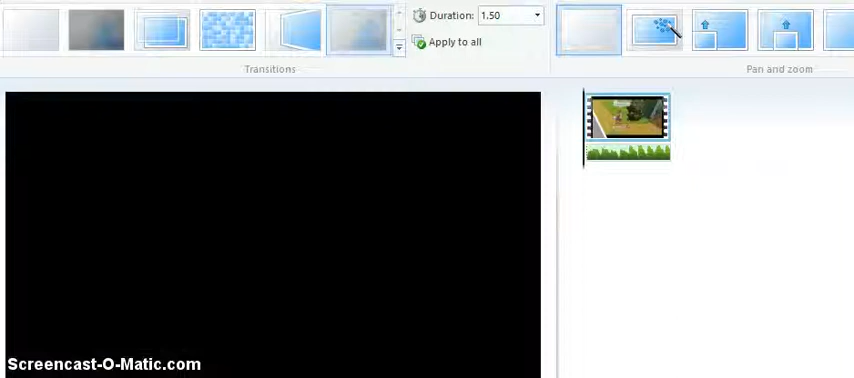 Duration: 1.50
Apply to all
Transitions
Pan and zoom
Screencast-O-Matic.com